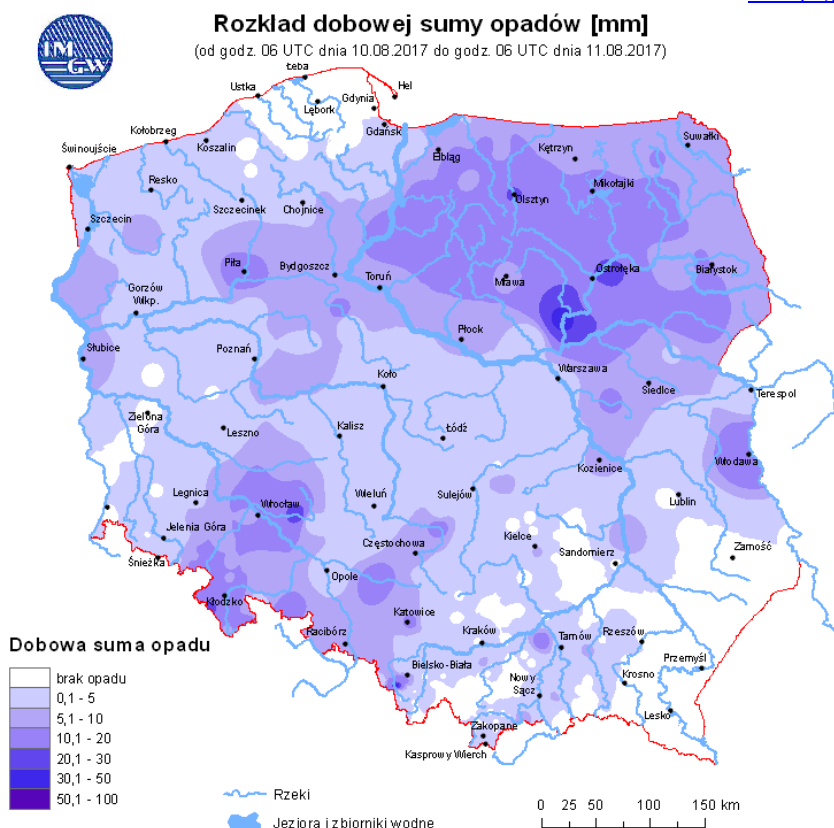 Rozkład dobowej sumy opadów [mm]
(od godz. 06 UTC dnia 10.08.2017 do godz. 06 UTC dnia 11.08.2017)
IM
GW
Łeba
Ustka
Hel
Lębork
Gdynia
Gdańsk
Kołobrzeg
Koszalin
Świnoujście
Elbląg
Kętrzyn
Suwałki
Resko
Szczecinek
Chojnice
Olsztyn
Mikołajki
Szczecin
Piła
Bydgoszcz
Toruń
Mława
Ostrołęka
Białystok
Gorzów
Wlkp.
Płock
Słubice
Poznań
Koło
Warszawa
Siedlce
Terespol
Zielona
Góra
Leszno
Kalisz
Łódź
Kozienice
Włodawa
Legnica
Wrocław
Wieluń
Sulejów
Lublin
Jelenia Góra
Częstochowa
Kielce
Sandomierz
Zamość
Śnieżka
Opole
Kłodzko
Katowice
Racibórz
Kraków
Tarnów
Rzeszów
Przemyśl
Bielsko-Biała
Nowy
Sącz
Krosno
Lesko
Zakopane
Kasprowy Wierch
Dobowa suma opadu
brak opadu
0,1 - 5
5,1 - 10
10,1 - 20
20,1 - 30
30,1 - 50
50,1 - 100
Rzeki
Jeziora i zbiorniki wodne
0 25 50 100 150 km